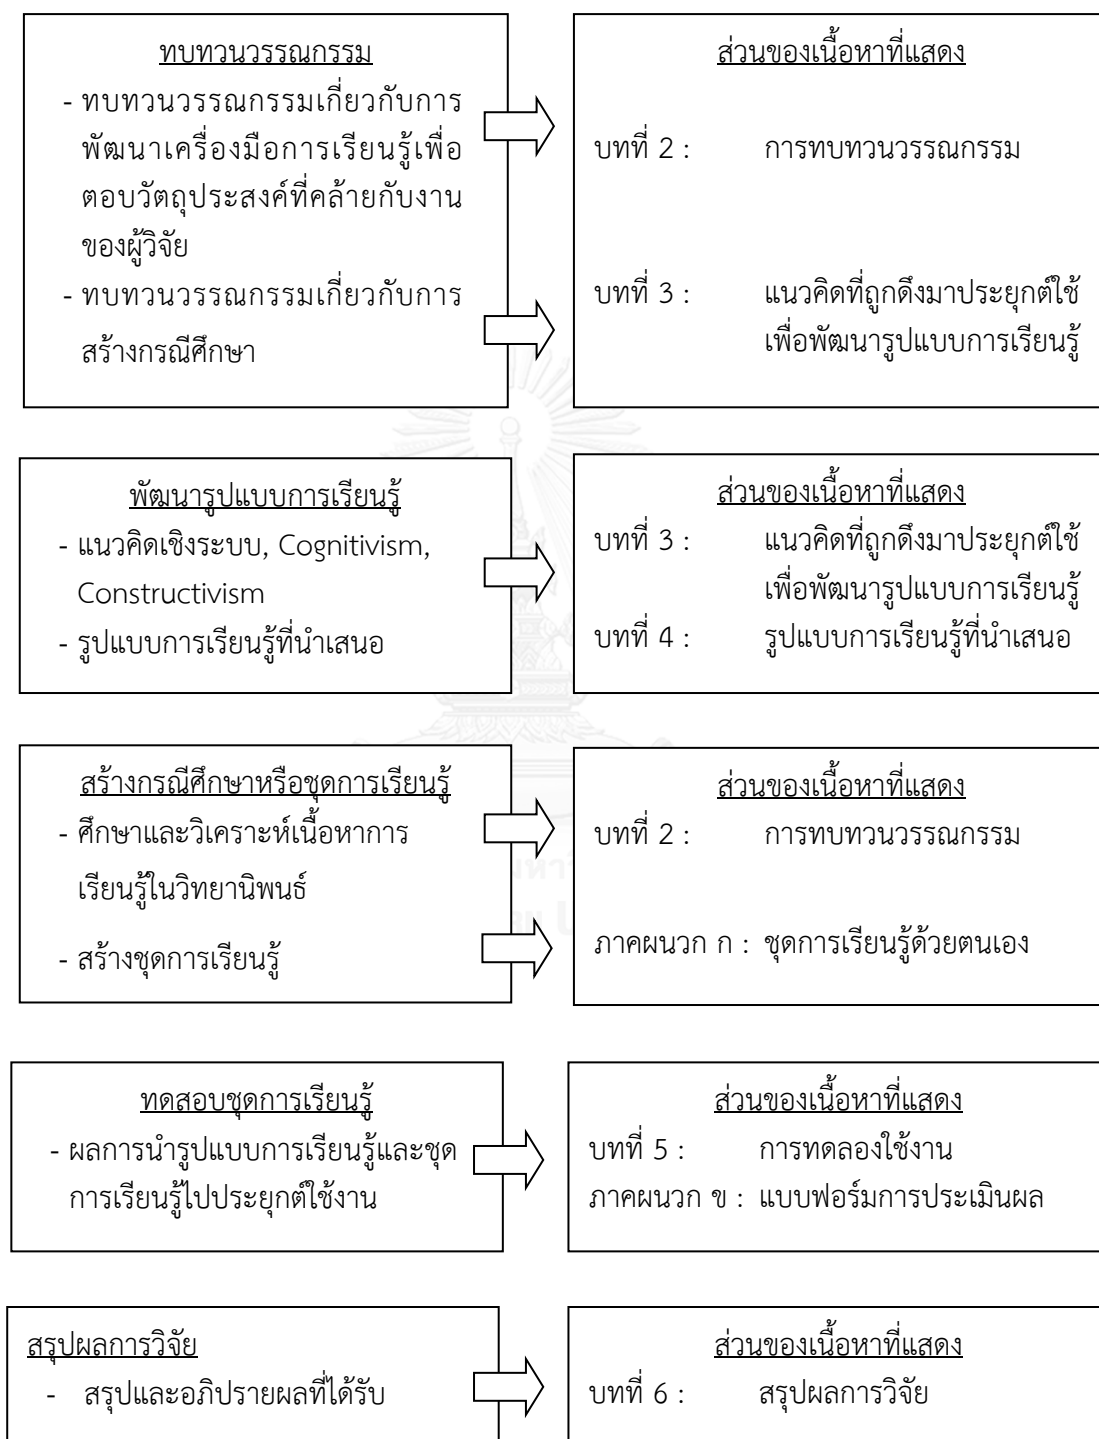 ทบทวนวรรณกรรม
- ทบทวนวรรณกรรมเกี่ยวกับการ
พัฒนาเครื่องมือการเรียนรู้เพื่อ
ตอบวัตถุประสงค์ที่คล้ายกับงาน
ของผู้วิจัย
- ทบทวนวรรณกรรมเกี่ยวกับการ
สร้างกรณีศึกษา
ส่วนของเนื้อหาที่แสดง
บทที่ 2 : การทบทวนวรรณกรรม
บทที่ 3 : แนวคิดที่ถูกดึงมาประยุกต์ใช้
เพื่อพัฒนารูปแบบการเรียนรู้
พัฒนารูปแบบการเรียนรู้
- แนวคิดเชิงระบบ, Cognitivism,
Constructivism
- รูปแบบการเรียนรู้ที่นำเสนอ
ส่วนของเนื้อหาที่แสดง
บทที่ 3 : แนวคิดที่ถูกดึงมาประยุกต์ใช้
เพื่อพัฒนารูปแบบการเรียนรู้
บทที่ 4 : รูปแบบการเรียนรู้ที่นำเสนอ
สร้างกรณีศึกษาหรือชุดการเรียนรู้
- ศึกษาและวิเคราะห์เนื้อหาการ
เรียนรู้ในวิทยานิพนธ์
- สร้างชุดการเรียนรู้
ส่วนของเนื้อหาที่แสดง
บทที่ 2 : การทบทวนวรรณกรรม
ภาคผนวก ก : ชุดการเรียนรู้ด้วยตนเอง
ทดสอบชุดการเรียนรู้
- ผลการนำรูปแบบการเรียนรู้และชุด
การเรียนรู้ไปประยุกต์ใช้งาน
ส่วนของเนื้อหาที่แสดง
บทที่ 5 : การทดลองใช้งาน
ภาคผนวก ข : แบบฟอร์มการประเมินผล
สรุปผลการวิจัย
- สรุปและอภิปรายผลที่ได้รับ
ส่วนของเนื้อหาที่แสดง
บทที่ 6 : สรุปผลการวิจัย